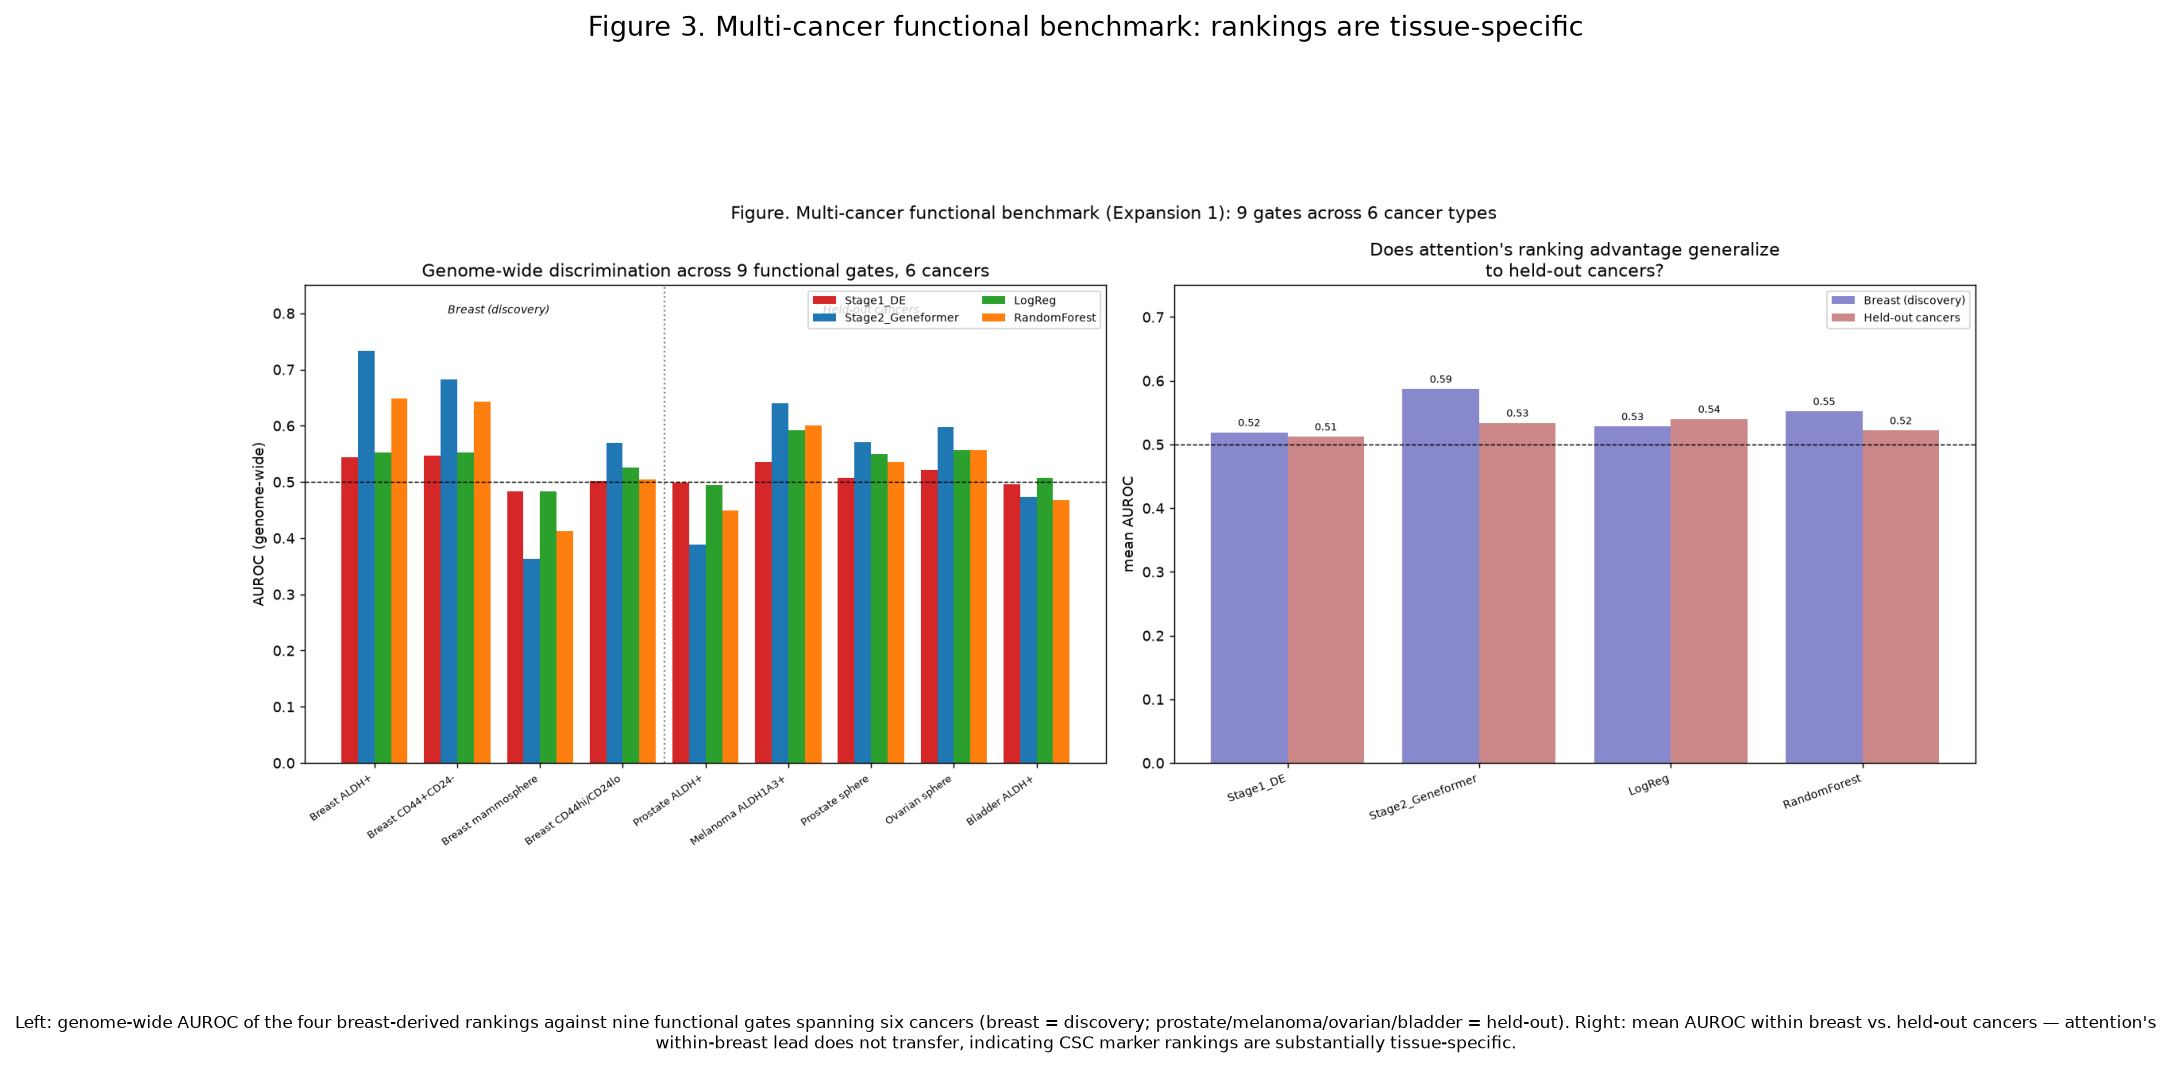 Figure 3. Multi-cancer functional benchmark: rankings are tissue-specific
Figure. Multi-cancer functional benchmark (Expansion 1): 9 gates across 6 cancer types
Genome-wide discrimination across 9 functional gates, 6 cancers
Breast (discovery)
Held-out cancers
Stage1_DE
Stage2_Geneformer
LogReg
RandomForest
AUROC (genome-wide)
0.8
0.7
0.6
0.5
0.4
0.3
0.2
0.1
0.0
Breast ALDH+
Breast CD44+CD24-
Breast mammosphere
Breast CD44hi/CD24lo
Prostate ALDH+
Melanoma ALDH1A3+
Prostate sphere
Ovarian sphere
Bladder ALDH+
Does attention's ranking advantage generalize
to held-out cancers?
Breast (discovery)
Held-out cancers
mean AUROC
0.7
0.6
0.5
0.4
0.3
0.2
0.1
0.0
0.52
0.51
0.59
0.53
0.53
0.54
0.55
0.52
Stage1_DE
Stage2_Geneformer
LogReg
RandomForest
Left: genome-wide AUROC of the four breast-derived rankings against nine functional gates spanning six cancers (breast = discovery; prostate/melanoma/ovarian/bladder = held-out). Right: mean AUROC within breast vs. held-out cancers — attention's
within-breast lead does not transfer, indicating CSC marker rankings are substantially tissue-specific.